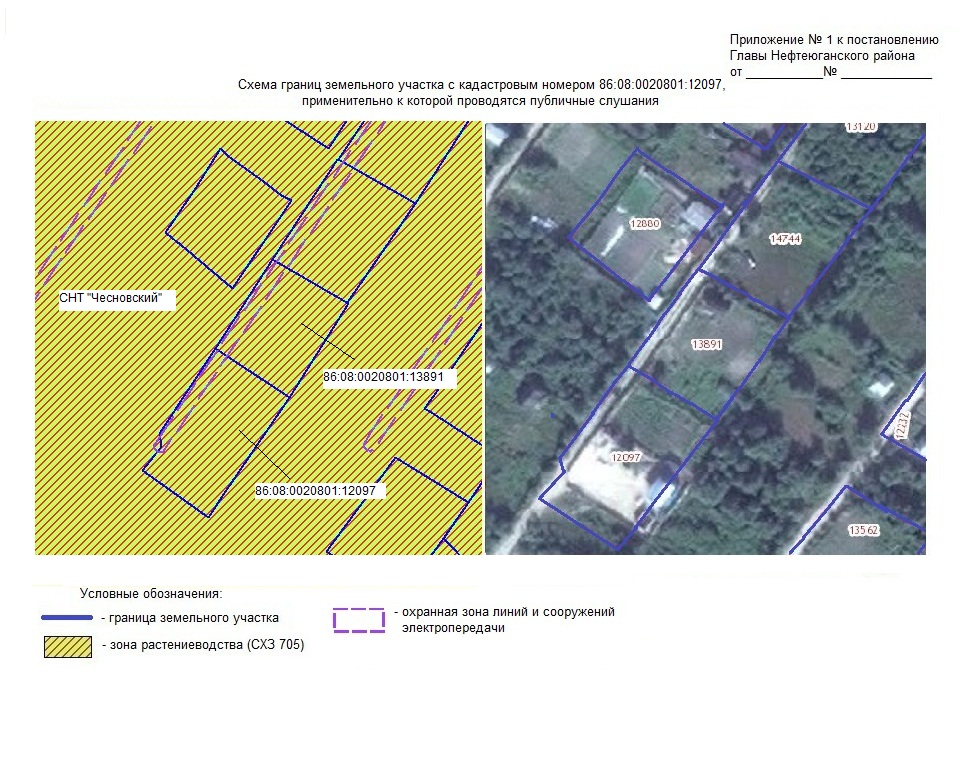 Приложение № 1 к постановлению
Главы Нефтеюганского района
от ___________№ _____________
Схема границ земельного участка с кадастровым номером 86:08:0020801:12097,
применительно к которой проводятся публичные слушания
СНТ "Чесновский"
86:08:0020801:13891
86:08:0020801:12097
13120
12880
14744
13891
12232
12097
13562
Условные обозначения:
- граница земельного участка
- зона растениеводства (СХЗ 705)
- охранная зона линий и сооружений
электропередачи